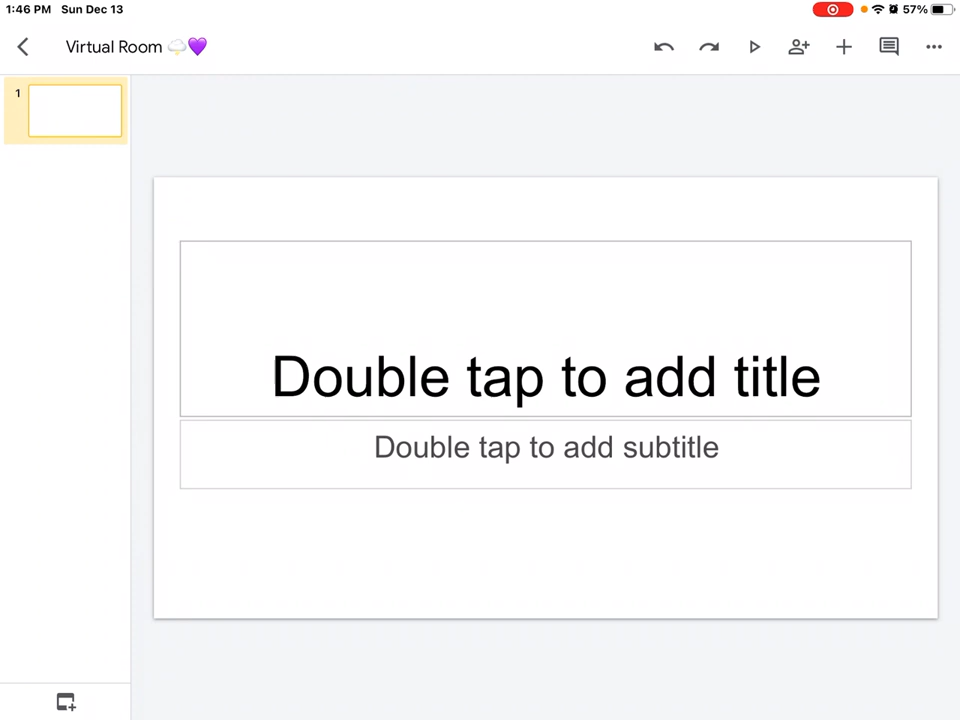 1:46 PM Sun Dec 13
57%
Virtual Room 🌩️💜
1
Double tap to add title
Double tap to add subtitle